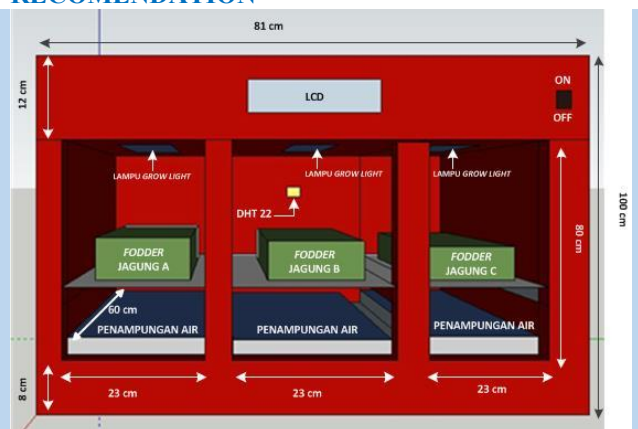 RECOMENDATION
81 cm
12 cm
LCD
ON
OFF
LAMPU GROW LIGHT
LAMPU GROW LIGHT
LAMPU GROW LIGHT
DHT 22
100 cm
80 cm
FODDER
JAGUNG A
FODDER
JAGUNG B
FODDER
JAGUNG C
60 cm
PENAMPUNGAN AIR
PENAMPUNGAN AIR
PENAMPUNGAN AIR
8 cm
23 cm
23 cm
23 cm